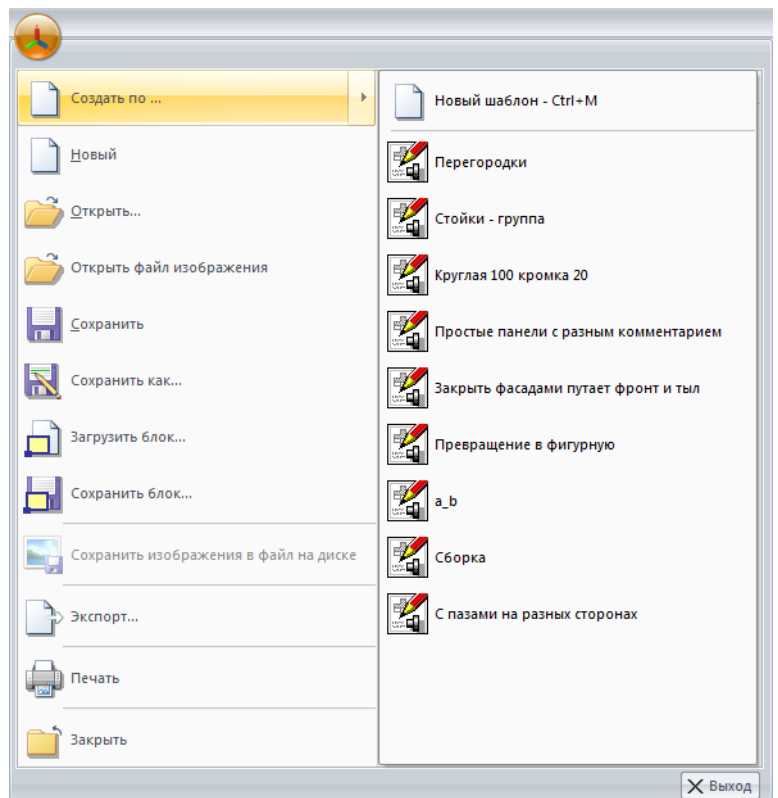 Создать по ...
Новый
Открыть...
Открыть файл изображения
Сохранить
Сохранить как...
Загрузить блок...
Сохранить блок...
Сохранить изображения в файл на диске
Экспорт...
Печать
Закрыть
Новый шаблон - Ctrl+M
Перегородки
Стойки - группа
Круглая 100 кромка 20
Простые панели с разным комментарием
Закрыть фасадами путает фронт и тыл
Превращение в фигурную
a_b
Сборка
С пазами на разных сторонах
Выход